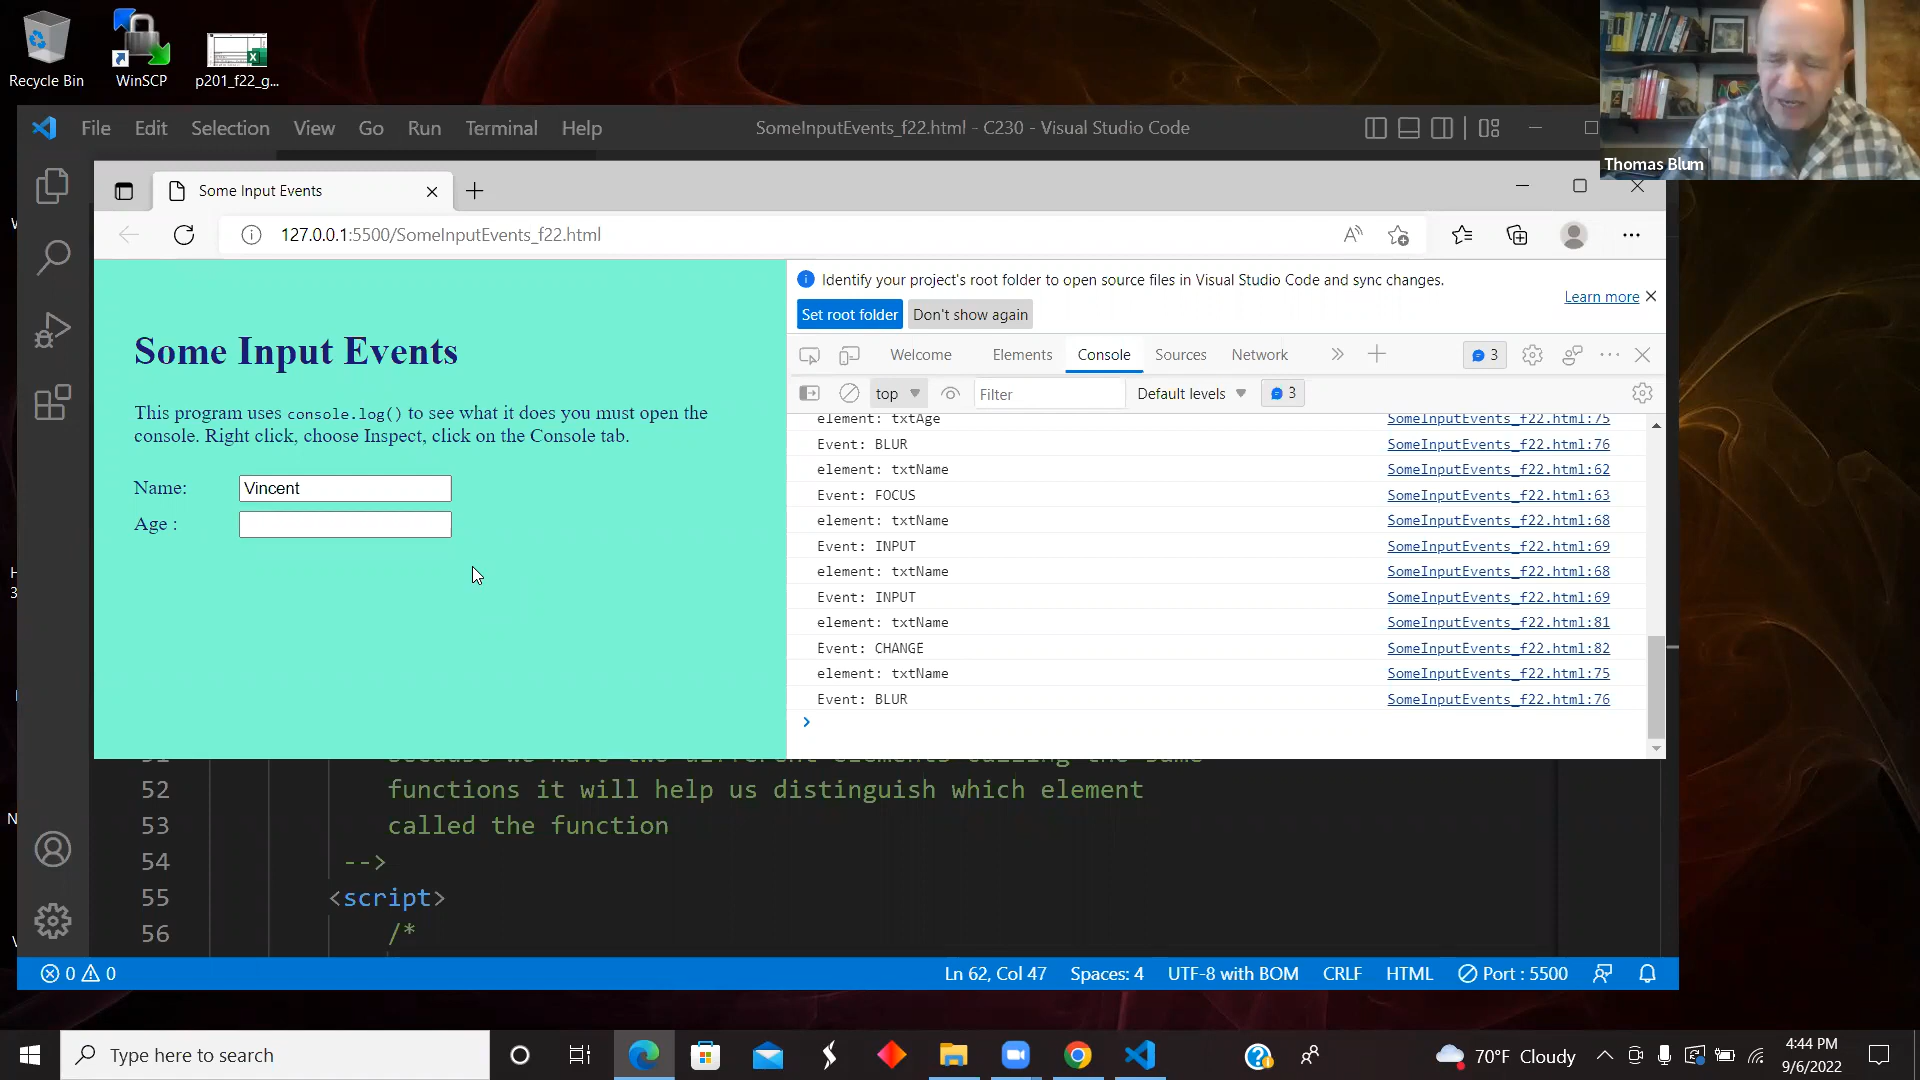 Recycle Bin
WinSCP
p201_f22_g...
Thomas Blum
File Edit Selection View Go Run Terminal Help
SomeInputEvents_f22.html - C230 - Visual Studio Code
Some Input Events
127.0.0.1:5500/SomeInputEvents_f22.html
Some Input Events
This program uses console.log() to see what it does you must open the
console. Right click, choose Inspect, click on the Console tab.
Name: Vincent
Age :
Identify your project's root folder to open source files in Visual Studio Code and sync changes.
Learn more
Set root folder Don't show again
Welcome Elements Console Sources Network 3
top Filter Default levels 3
element: txtAge SomeInputEvents_f22.html:75
Event: BLUR SomeInputEvents_f22.html:76
element: txtName SomeInputEvents_f22.html:62
Event: FOCUS SomeInputEvents_f22.html:63
element: txtName SomeInputEvents_f22.html:68
Event: INPUT SomeInputEvents_f22.html:69
element: txtName SomeInputEvents_f22.html:68
Event: INPUT SomeInputEvents_f22.html:69
element: txtName SomeInputEvents_f22.html:81
Event: CHANGE SomeInputEvents_f22.html:82
element: txtName SomeInputEvents_f22.html:75
Event: BLUR SomeInputEvents_f22.html:76
52 functions it will help us distinguish which element
53 called the function
54 -->
55 <script>
56 /*
0 0
Ln 62, Col 47 Spaces: 4 UTF-8 with BOM CRLF HTML Port : 5500
Type here to search
70°F Cloudy
4:44 PM
9/6/2022